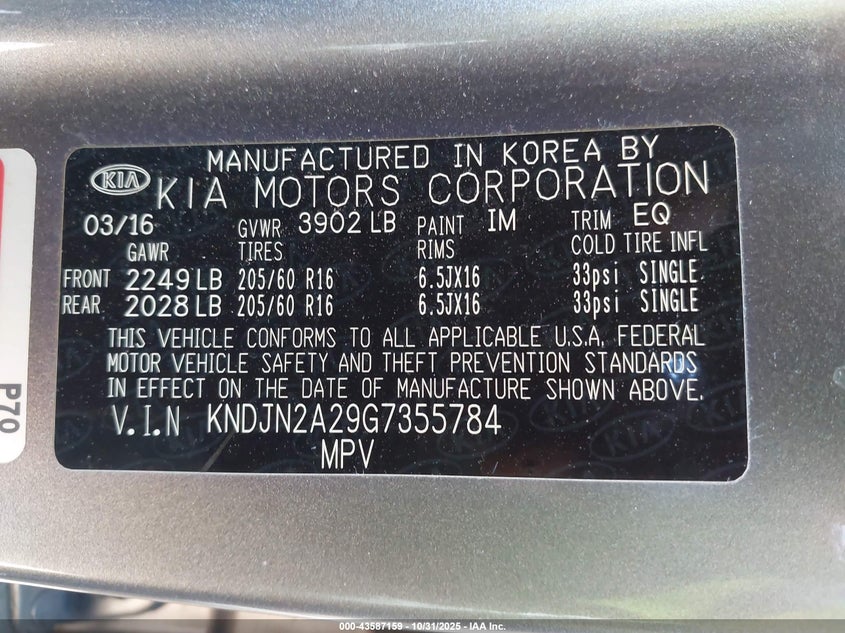 MANUFACTURED IN KOREA BY
KIA KIA MOTORS CORPORATION
03/16 GVWR 3902 LB PAINT IM TRIM EQ
GAWR TIRES RIMS COLD TIRE INFL
FRONT 2249 LB 205/60 R16 6.5JX16 33psi SINGLE
REAR 2028 LB 205/60 R16 6.5JX16 33psi SINGLE
THIS VEHICLE CONFORMS TO ALL APPLICABLE U.S.A. FEDERAL
MOTOR VEHICLE SAFETY AND THEFT PREVENTION STANDARDS
IN EFFECT ON THE DATE OF MANUFACTURE SHOWN ABOVE.
V.I.N KNDJN2A29G7355784
MPV
P70
000-43587159 - 10/31/2025 - IAA Inc.